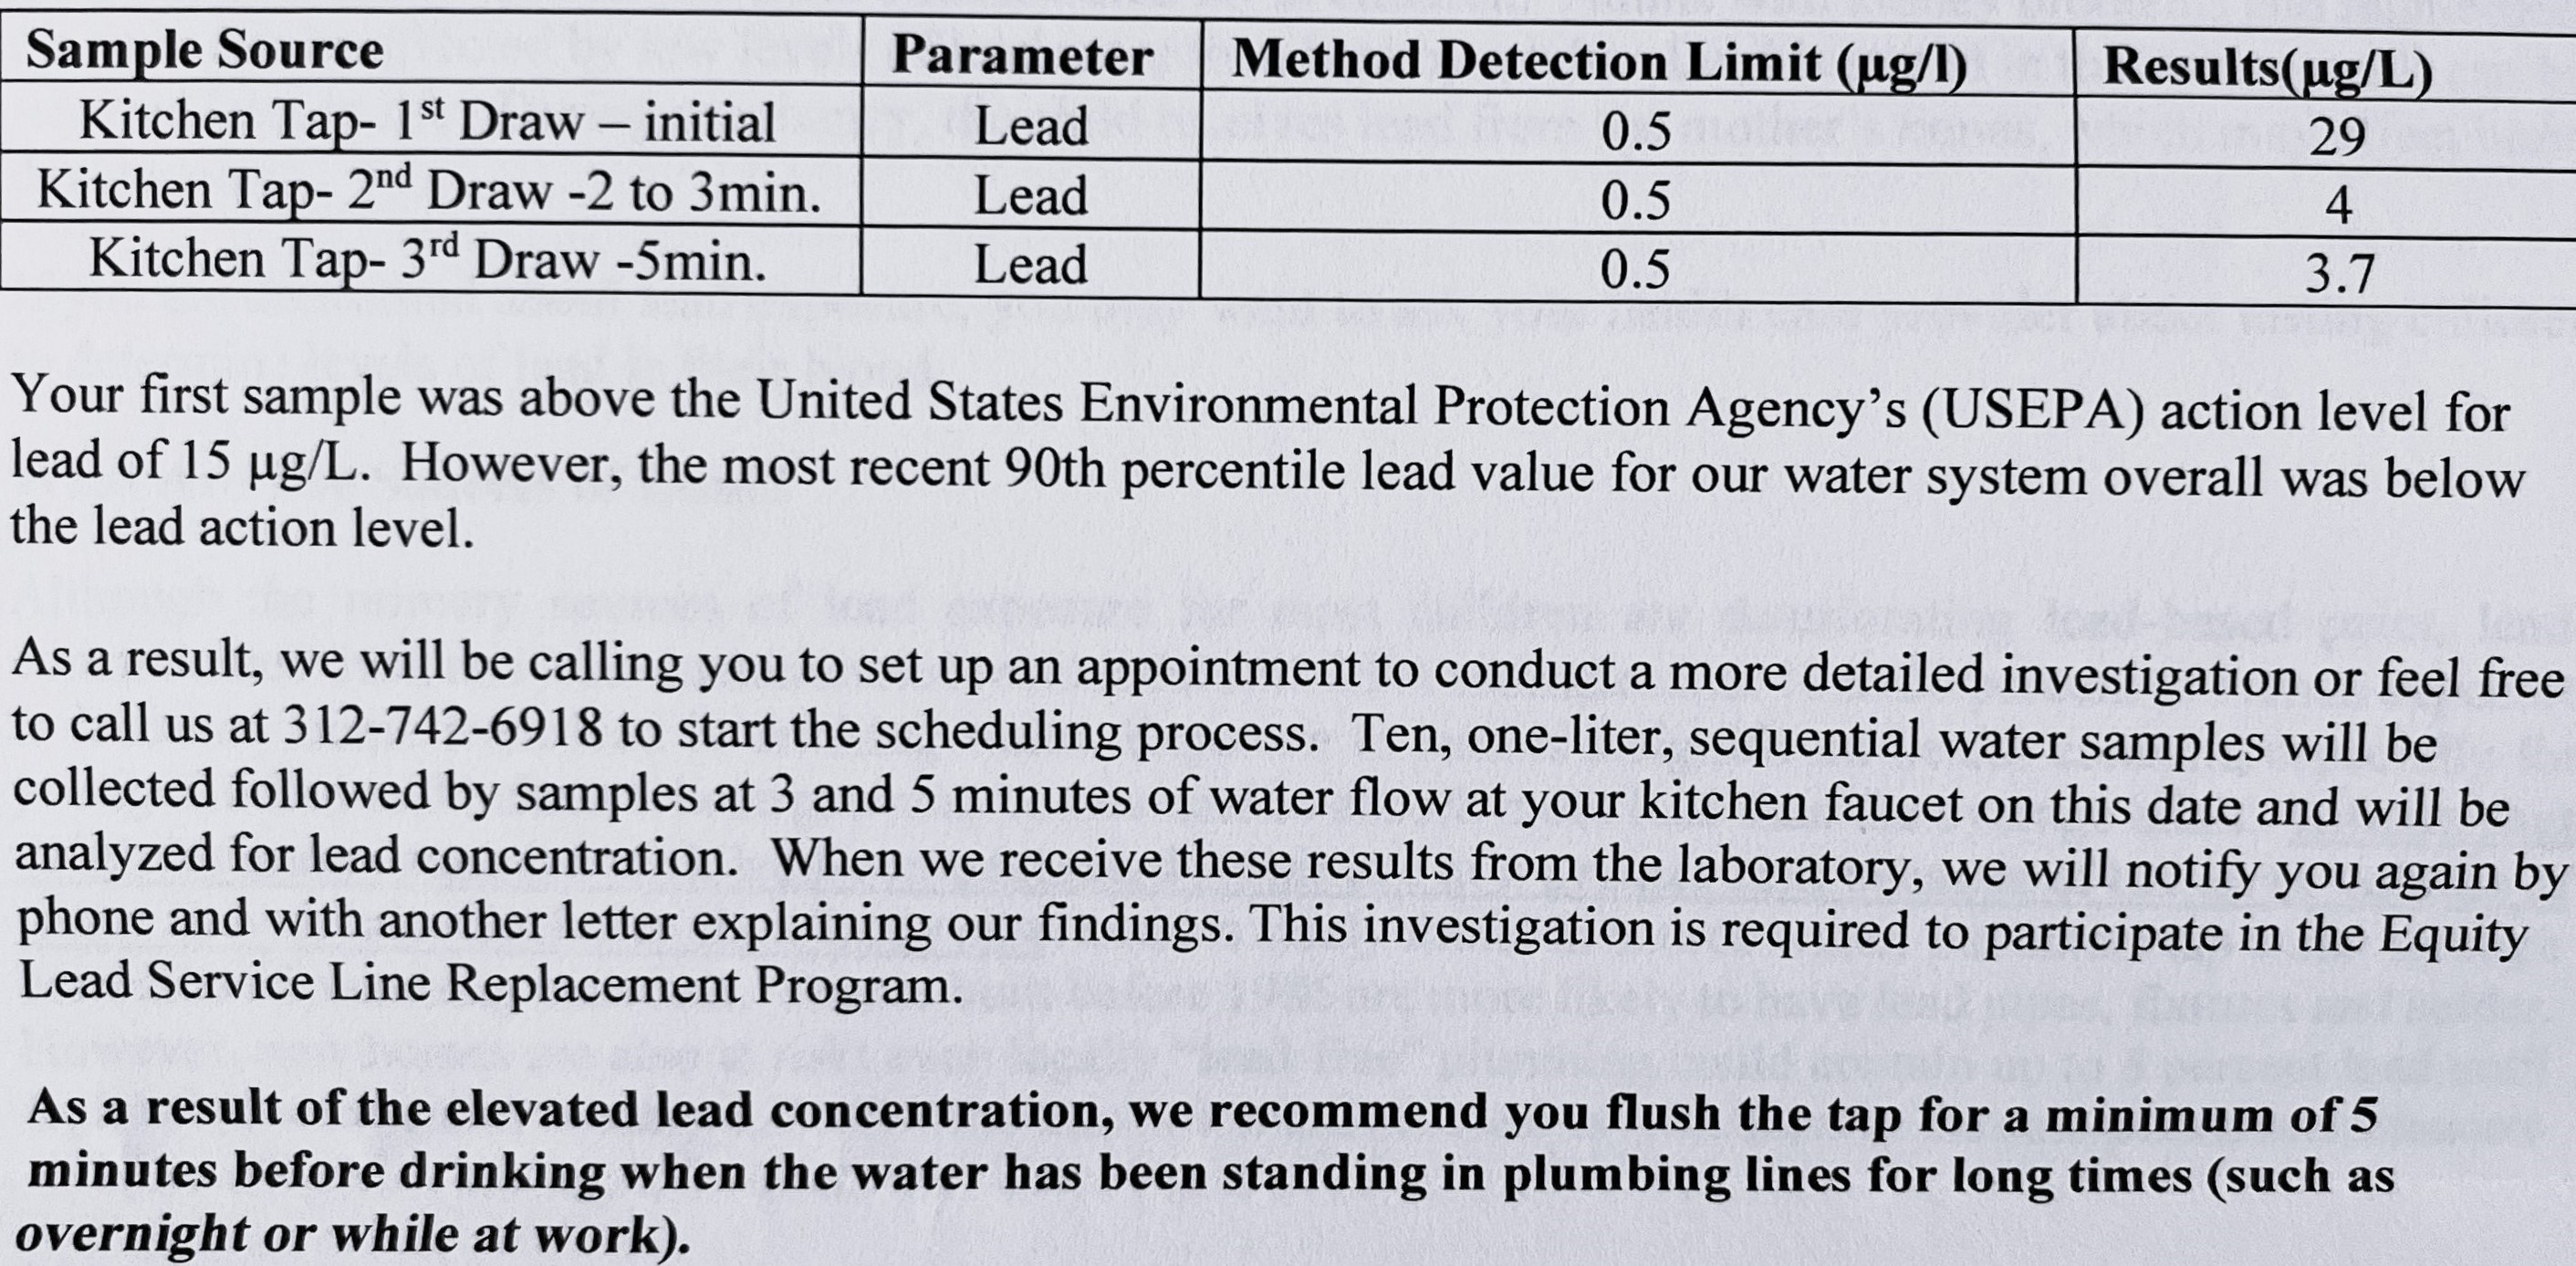 Sample Source Parameter Method Detection Limit (µg/l) Results(µg/L)
Kitchen Tap- 1st Draw – initial Lead 0.5 29
Kitchen Tap- 2nd Draw -2 to 3min. Lead 0.5 4
Kitchen Tap- 3rd Draw -5min. Lead 0.5 3.7
Your first sample was above the United States Environmental Protection Agency’s (USEPA) action level for
lead of 15 µg/L. However, the most recent 90th percentile lead value for our water system overall was below
the lead action level.
As a result, we will be calling you to set up an appointment to conduct a more detailed investigation or feel free
to call us at 312-742-6918 to start the scheduling process. Ten, one-liter, sequential water samples will be
collected followed by samples at 3 and 5 minutes of water flow at your kitchen faucet on this date and will be
analyzed for lead concentration. When we receive these results from the laboratory, we will notify you again by
phone and with another letter explaining our findings. This investigation is required to participate in the Equity
Lead Service Line Replacement Program.
As a result of the elevated lead concentration, we recommend you flush the tap for a minimum of 5
minutes before drinking when the water has been standing in plumbing lines for long times (such as
overnight or while at work).